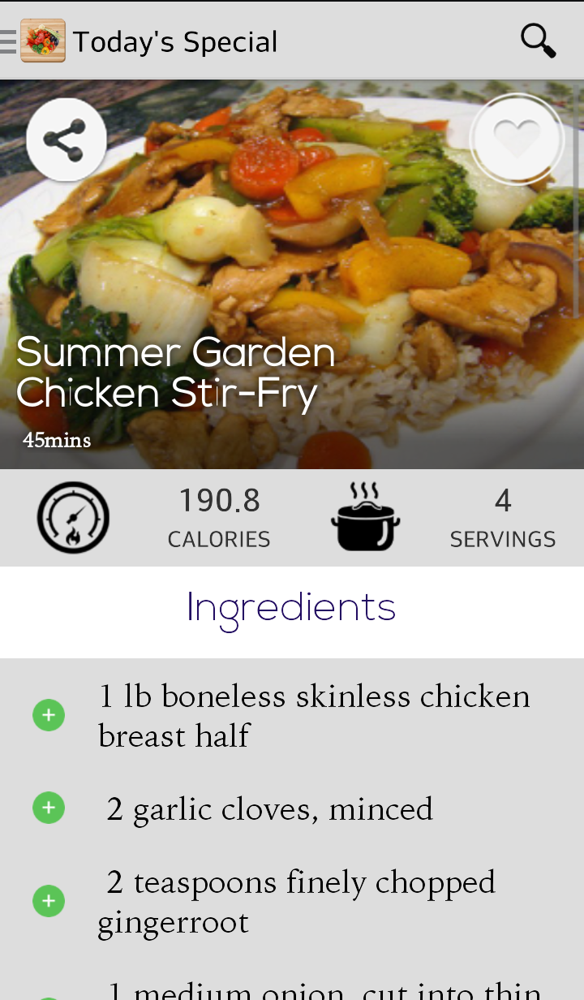 Today's Special
Summer Garden
Chicken Stir-Fry
45mins
190.8
CALORIES
4
SERVINGS
Ingredients
1 lb boneless skinless chicken
breast half
2 garlic cloves, minced
2 teaspoons finely chopped
gingerroot
1 medium onion, cut into thin